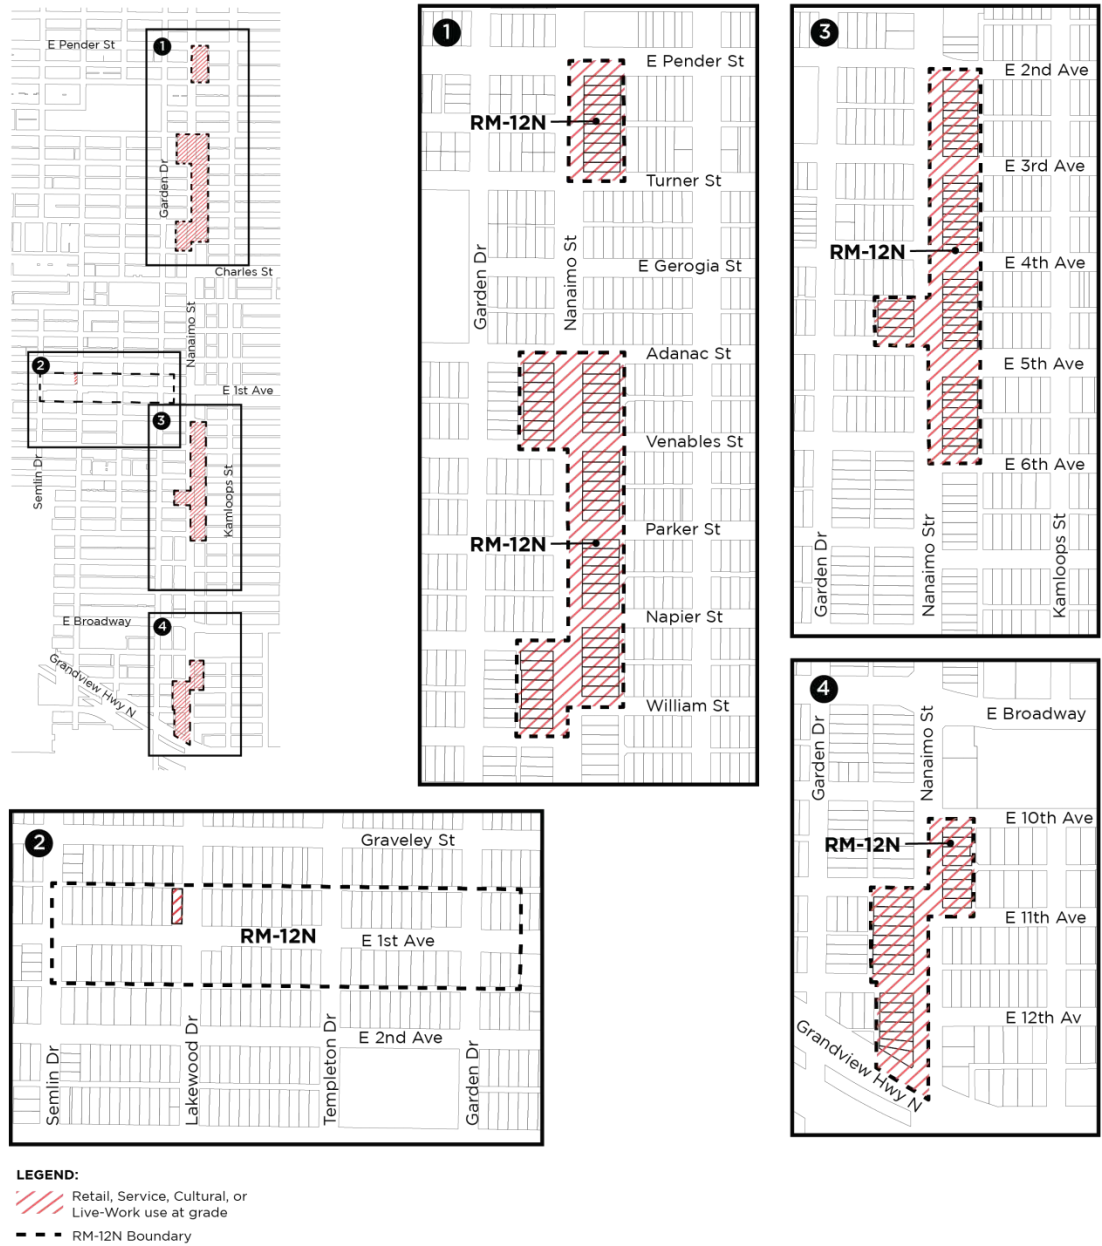 E Pender St
1
Garden Dr
Charles St
Nanaimo St
2
E 1st Ave
3
Semlin Dr
Kamloops St
E Broadway
4
Grandview Hwy N
1
E Pender St
RM-12N
Turner St
Garden Dr
Nanaimo St
E Gerogia St
Adanac St
Venables St
RM-12N
Parker St
Napier St
William St
3
E 2nd Ave
E 3rd Ave
RM-12N
E 4th Ave
E 5th Ave
E 6th Ave
Garden Dr
Nanaimo Str
Kamloops St
4
Garden Dr
Nanaimo St
E Broadway
E 10th Ave
RM-12N
E 11th Ave
E 12th Av
Grandview Hwy N
2
Graveley St
RM-12N
E 1st Ave
E 2nd Ave
Semlin Dr
Lakewood Dr
Templeton Dr
Garden Dr
LEGEND:
Retail, Service, Cultural, or
Live-Work use at grade
RM-12N Boundary